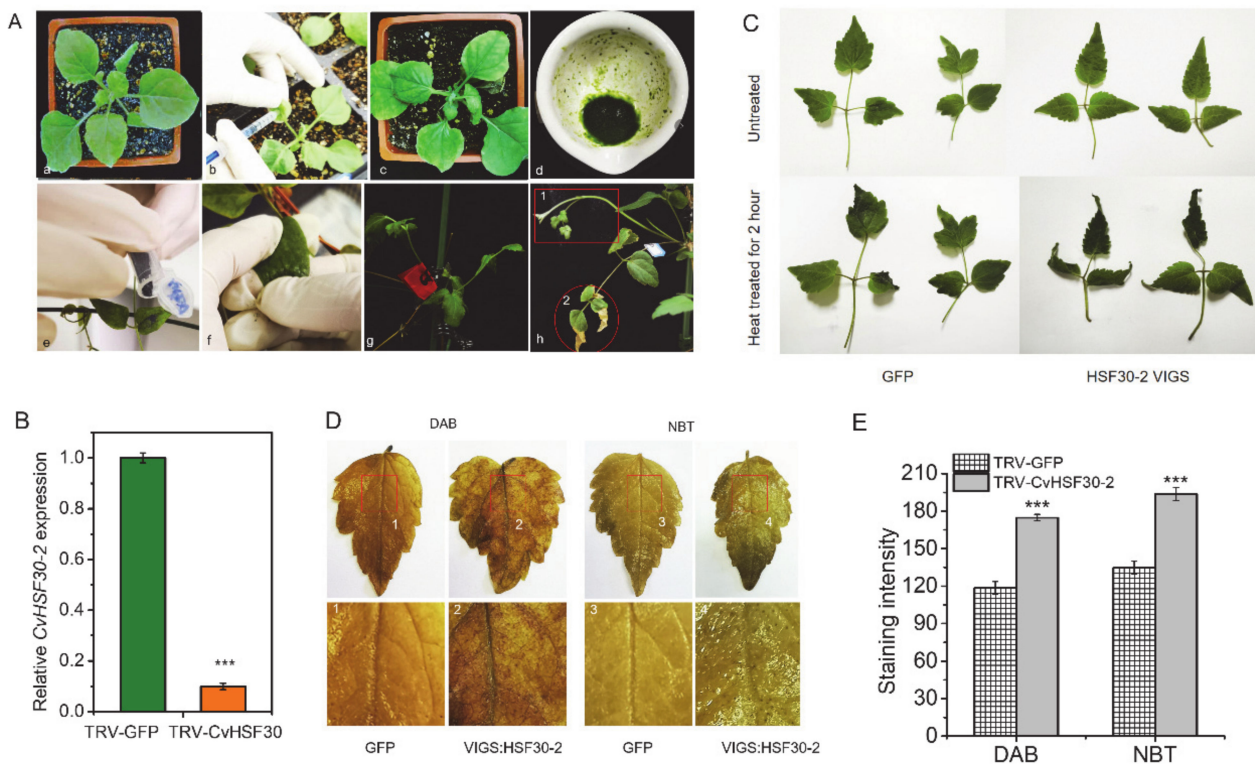 A
a
b
c
d
e
f
g
1
2
h
C
Untreated
Heat treated for 2 hour
GFP
HSF30-2 VIGS
B
Relative CvHSF30-2 expression
1.0
0.8
0.6
0.4
0.2
0.0
***
TRV-GFP
TRV-CvHSF30
D
DAB
NBT
1
2
3
4
1
2
3
4
GFP
VIGS:HSF30-2
GFP
VIGS:HSF30-2
E
Staining intensity
210
180
150
120
90
60
30
0
TRV-GFP
TRV-CvHSF30-2
***
***
DAB
NBT